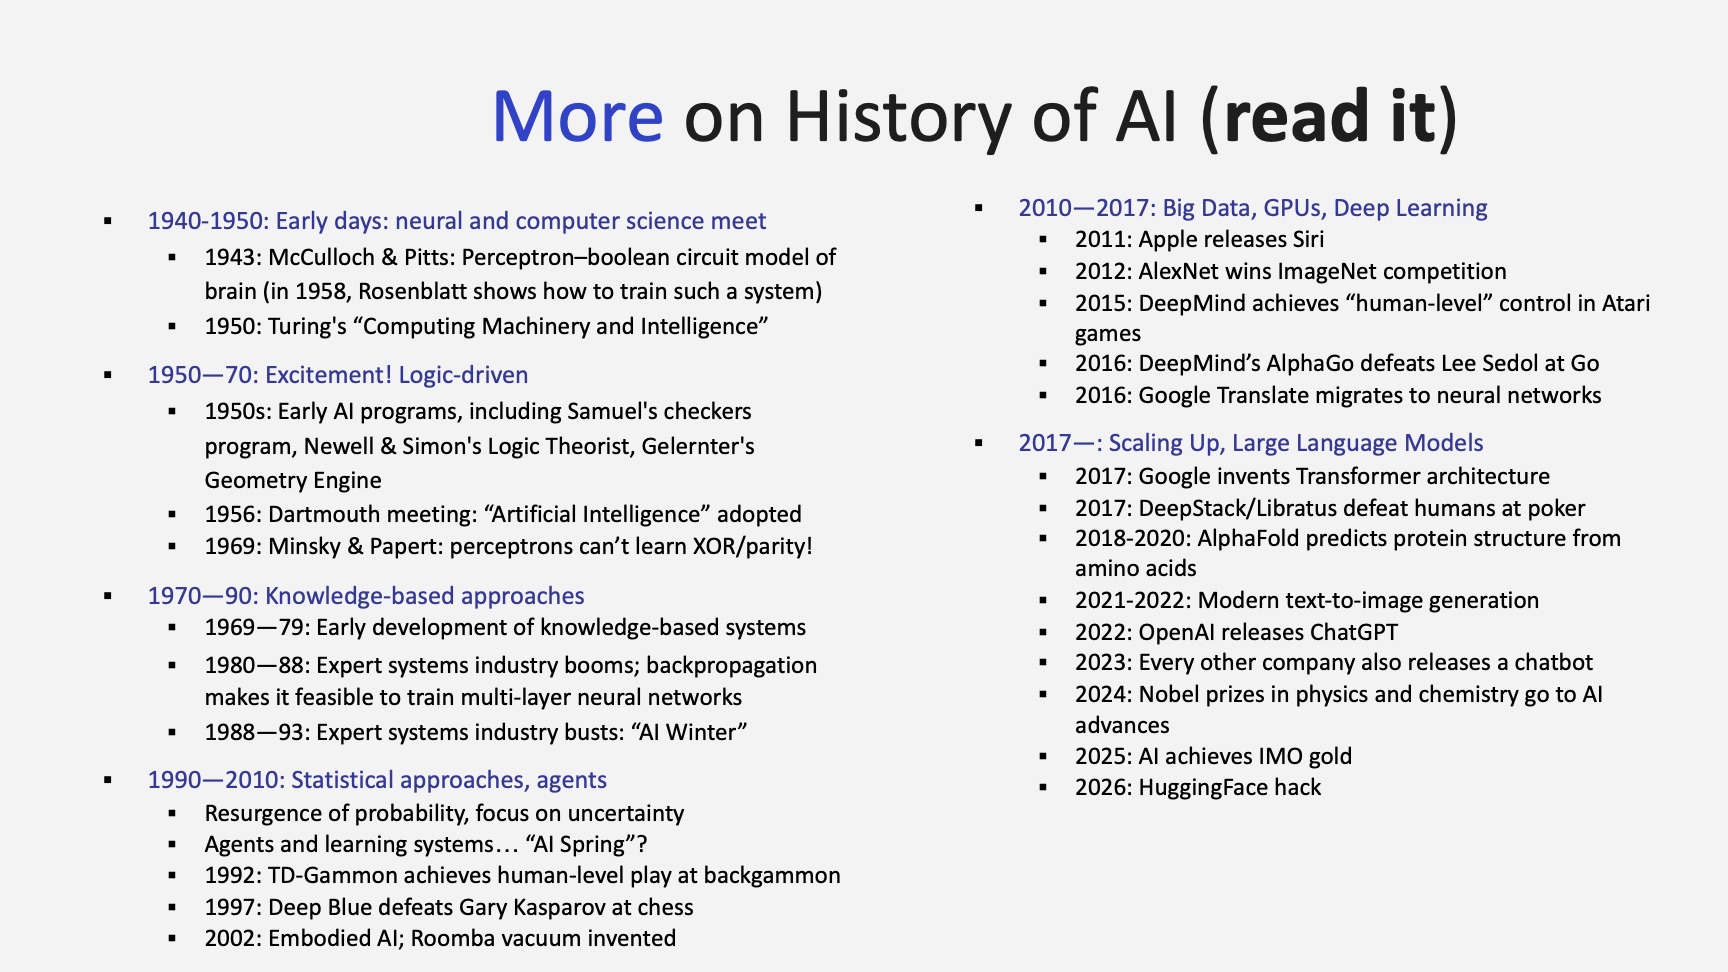 More on History of AI (read it)
▪ 1940-1950: Early days: neural and computer science meet
▪ 1943: McCulloch & Pitts: Perceptron–boolean circuit model of
brain (in 1958, Rosenblatt shows how to train such a system)
▪ 1950: Turing's “Computing Machinery and Intelligence”
▪ 1950—70: Excitement! Logic-driven
▪ 1950s: Early AI programs, including Samuel's checkers
program, Newell & Simon's Logic Theorist, Gelernter's
Geometry Engine
▪ 1956: Dartmouth meeting: “Artificial Intelligence” adopted
▪ 1969: Minsky & Papert: perceptrons can’t learn XOR/parity!
▪ 1970—90: Knowledge-based approaches
▪ 1969—79: Early development of knowledge-based systems
▪ 1980—88: Expert systems industry booms; backpropagation
makes it feasible to train multi-layer neural networks
▪ 1988—93: Expert systems industry busts: “AI Winter”
▪ 1990—2010: Statistical approaches, agents
▪ Resurgence of probability, focus on uncertainty
▪ Agents and learning systems… “AI Spring”?
▪ 1992: TD-Gammon achieves human-level play at backgammon
▪ 1997: Deep Blue defeats Gary Kasparov at chess
▪ 2002: Embodied AI; Roomba vacuum invented
▪ 2010—2017: Big Data, GPUs, Deep Learning
▪ 2011: Apple releases Siri
▪ 2012: AlexNet wins ImageNet competition
▪ 2015: DeepMind achieves “human-level” control in Atari
games
▪ 2016: DeepMind’s AlphaGo defeats Lee Sedol at Go
▪ 2016: Google Translate migrates to neural networks
▪ 2017—: Scaling Up, Large Language Models
▪ 2017: Google invents Transformer architecture
▪ 2017: DeepStack/Libratus defeat humans at poker
▪ 2018-2020: AlphaFold predicts protein structure from
amino acids
▪ 2021-2022: Modern text-to-image generation
▪ 2022: OpenAI releases ChatGPT
▪ 2023: Every other company also releases a chatbot
▪ 2024: Nobel prizes in physics and chemistry go to AI
advances
▪ 2025: AI achieves IMO gold
▪ 2026: HuggingFace hack